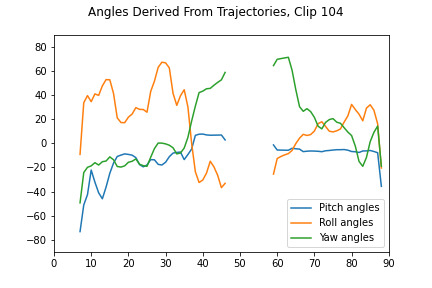 Angles Derived From Trajectories, Clip 104
80
60
40
20
0
−20
−40
−60
−80
0 10 20 30 40 50 60 70 80 90
Pitch angles
Roll angles
Yaw angles